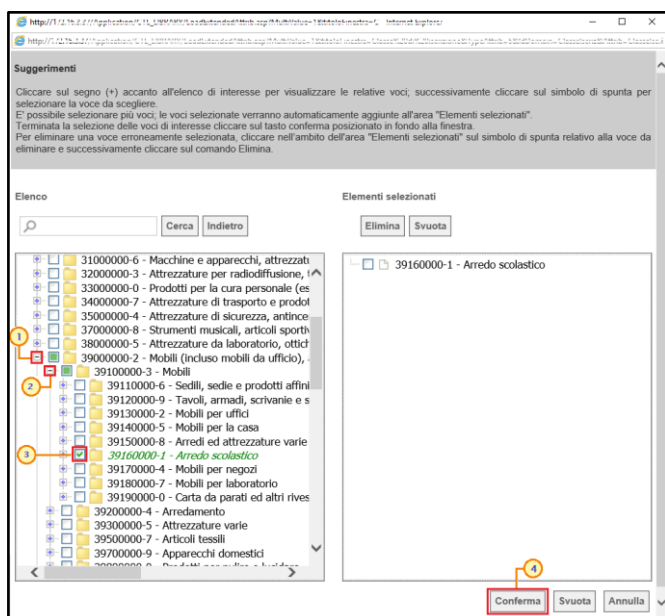 Suggerimenti
Cliccare sul segno (+) accanto all'elenco di interesse per visualizzare le relative voci; successivamente cliccare sul simbolo di spunta per
selezionare la voce da scegliere.
E' possibile selezionare più voci; le voci selezionate verranno automaticamente aggiunte all'area "Elementi selezionati".
Terminata la selezione delle voci di interesse cliccare sul tasto conferma posizionato in fondo alla finestra.
Per eliminare una voce erroneamente selezionata, cliccare nell'ambito dell'area "Elementi selezionati" sul simbolo di spunta relativo alla voce da
eliminare e successivamente cliccare sul comando Elimina.
Elenco
Elementi selezionati
Cerca
Indietro
Elimina
Svuota
31000000-6 - Macchine e apparecchi, attrezzatu
32000003-3 - Attrezzature per radiodiffusione,
33000000-0 - Prodotti per la cura personale (es
34000000-7 - Attrezzature di trasporto e prodot
35000000-4 - Attrezzature di sicurezza, antince
37000000-8 - Strumenti musicali, articoli sportiv
38000000-5 - Attrezzature da laboratorio, ottich
1
39000000-2 - Mobili (incluso mobili da ufficio),
2
39100000-3 - Mobili
39110000-6 - Sedili, sedie e prodotti affini
39120000-9 - Tavoli, armadi, scrivanie e s
39130000-2 - Mobili per uffici
39140000-5 - Mobili per la casa
39150000-8 - Arredi ed attrezzature varie
3
39160000-1 - Arredo scolastico
39170000-4 - Mobili per negozi
39180000-7 - Mobili per laboratorio
39190000-0 - Carta da parati ed altri rives
39200000-4 - Arredamento
39300000-5 - Attrezzature varie
39500000-7 - Articoli tessili
39700000-9 - Apparecchi domestici
39160000-1 - Arredo scolastico
4
Conferma
Svuota
Annulla